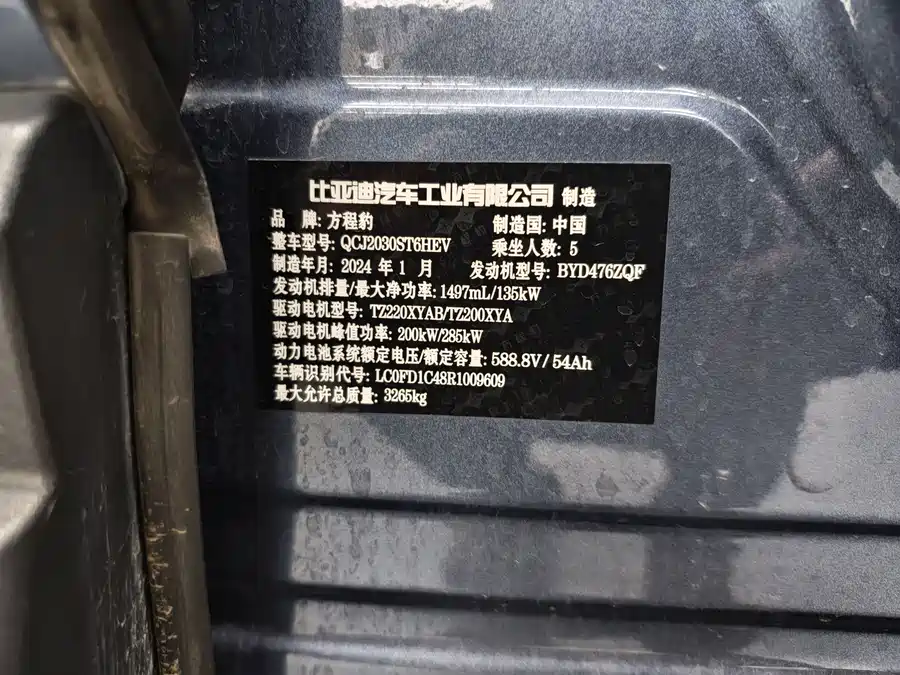 比亚迪汽车工业有限公司 制造
品 牌: 方程豹 制造国: 中国
整车型号: QCJ2030ST6HEV 乘坐人数: 5
制造年月: 2024 年 1 月 发动机型号: BYD476ZQF
发动机排量/最大净功率: 1497mL/135kW
驱动电机型号: TZ220XYAB/TZ200XYA
驱动电机峰值功率: 200kW/285kW
动力电池系统额定电压/额定容量: 588.8V/ 54Ah
车辆识别代号: LC0FD1C48R1009609
最大允许总质量: 3265kg